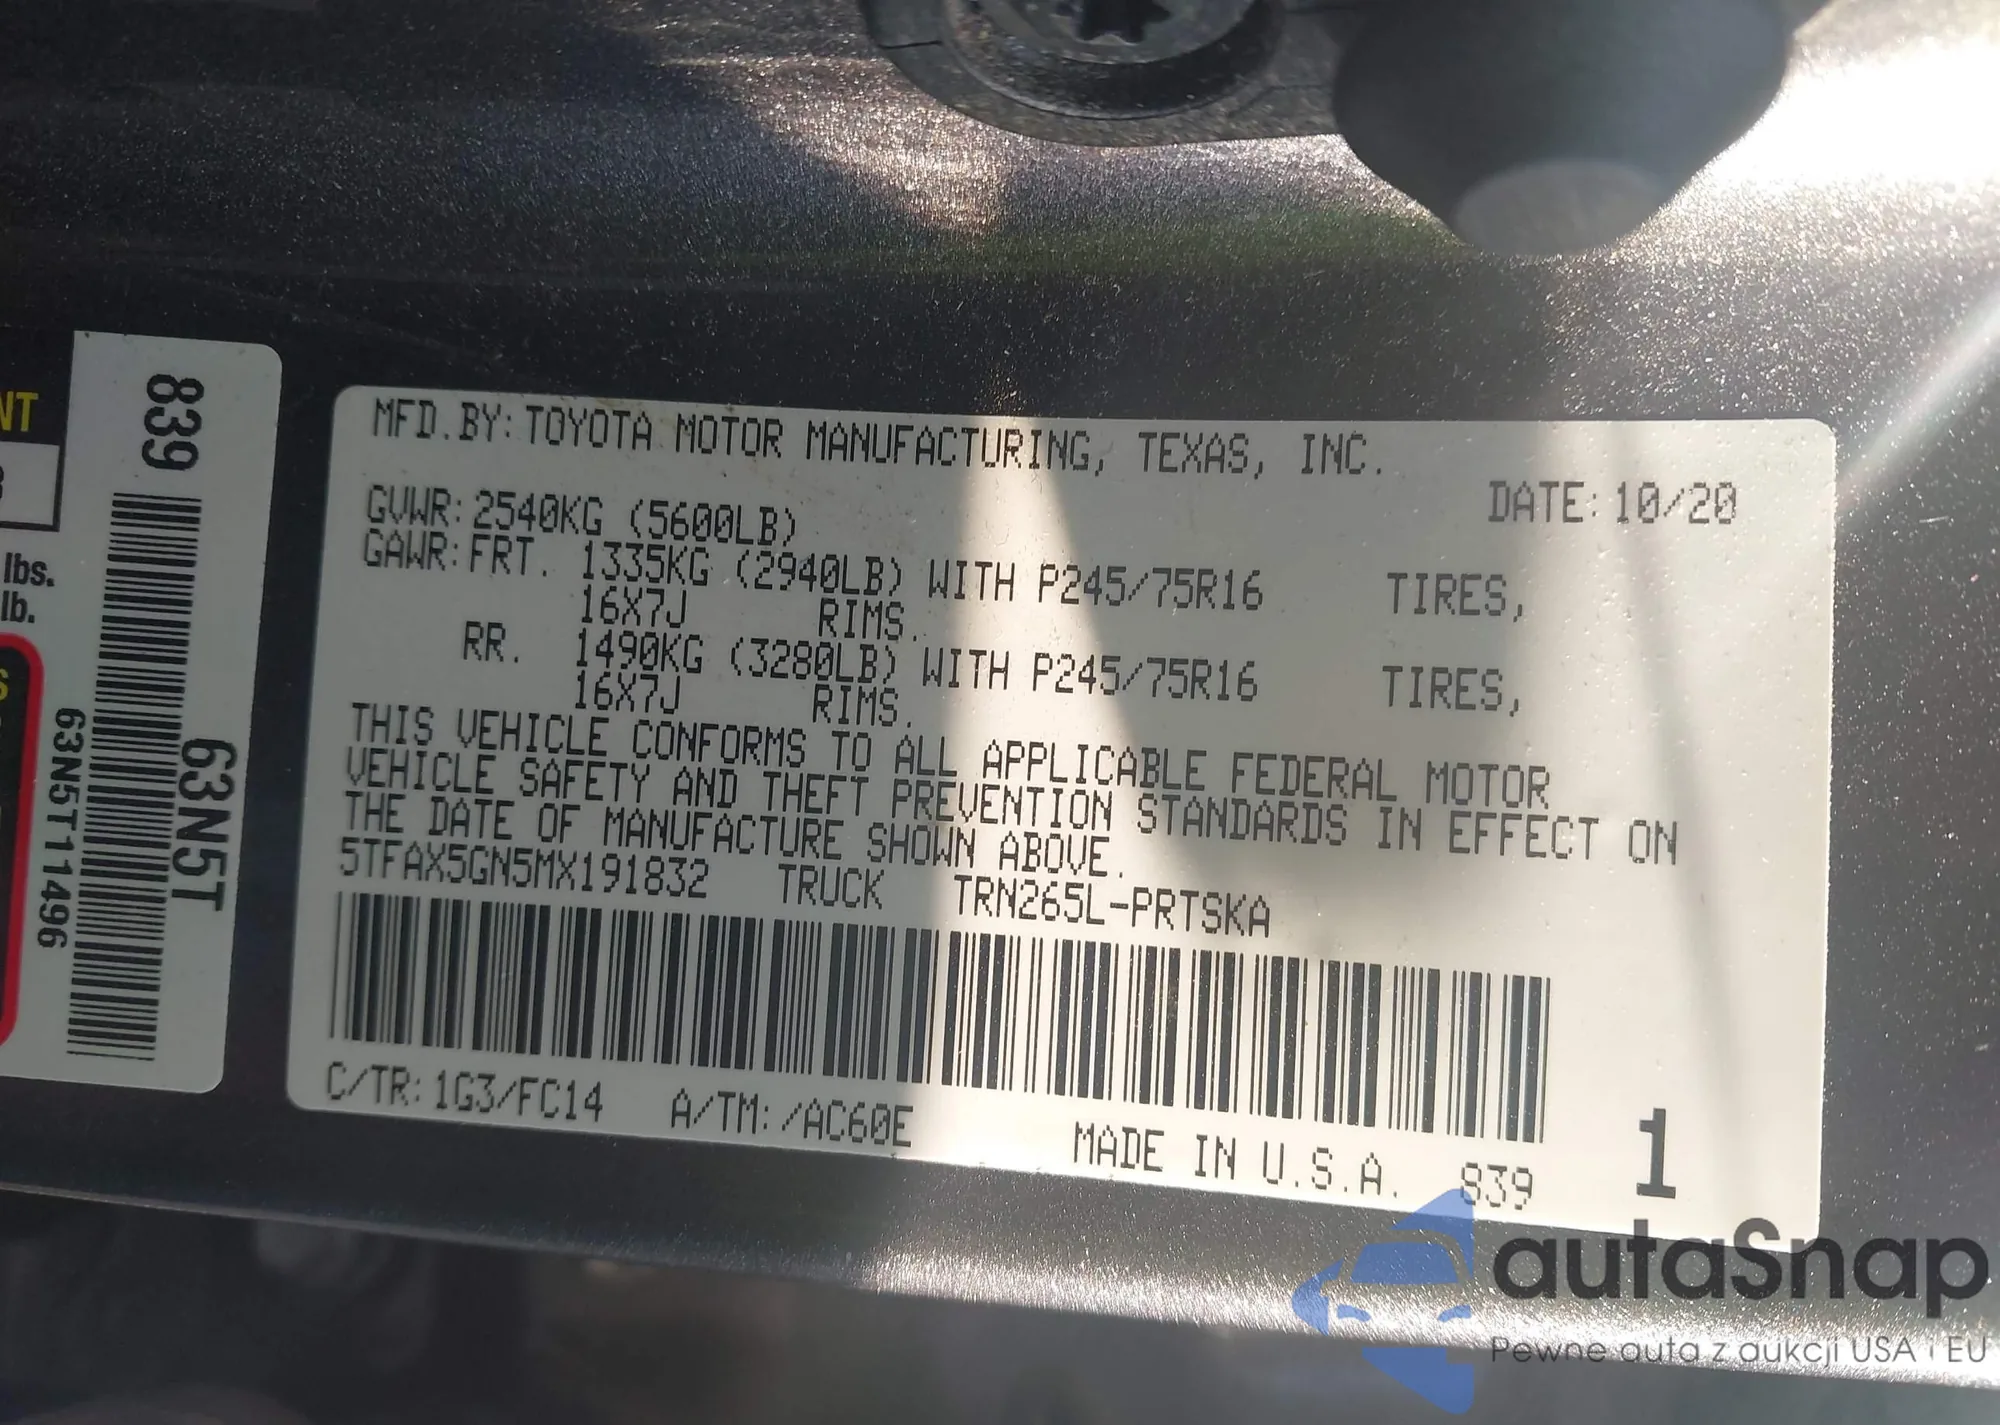 NT
lbs.
lb.
S
839
63N5T
63N5T11496
MFD.BY:TOYOTA MOTOR MANUFACTURING, TEXAS, INC.
DATE:10/20
GVWR:2540KG (5600LB)
GAWR:FRT. 1335KG (2940LB) WITH P245/75R16 TIRES,
16X7J RIMS.
RR. 1490KG (3280LB) WITH P245/75R16 TIRES,
16X7J RIMS.
THIS VEHICLE CONFORMS TO ALL APPLICABLE FEDERAL MOTOR
VEHICLE SAFETY AND THEFT PREVENTION STANDARDS IN EFFECT ON
THE DATE OF MANUFACTURE SHOWN ABOVE.
5TFAX5GN5MX191832 TRUCK TRN265L-PRTSKA
C/TR:1G3/FC14 A/TM:/AC60E
MADE IN U.S.A. 839
1
autaSnap
Pewne auta z aukcji USA i EU